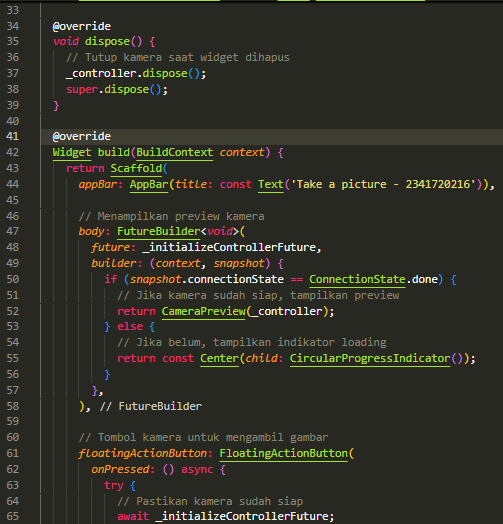 33
34 @override
35 void dispose() {
36 // Tutup kamera saat widget dihapus
37 _controller.dispose();
38 super.dispose();
39 }
40
41 @override
42 Widget build(BuildContext context) {
43 return Scaffold(
44 appBar: AppBar(title: const Text('Take a picture - 2341720216')),
45
46 // Menampilkan preview kamera
47 body: FutureBuilder<void>(
48 future: _initializeControllerFuture,
49 builder: (context, snapshot) {
50 if (snapshot.connectionState == ConnectionState.done) {
51 // Jika kamera sudah siap, tampilkan preview
52 return CameraPreview(_controller);
53 } else {
54 // Jika belum, tampilkan indikator loading
55 return const Center(child: CircularProgressIndicator());
56 }
57 },
58 ), // FutureBuilder
59
60 // Tombol kamera untuk mengambil gambar
61 floatingActionButton: FloatingActionButton(
62 onPressed: () async {
63 try {
64 // Pastikan kamera sudah siap
65 await _initializeControllerFuture;